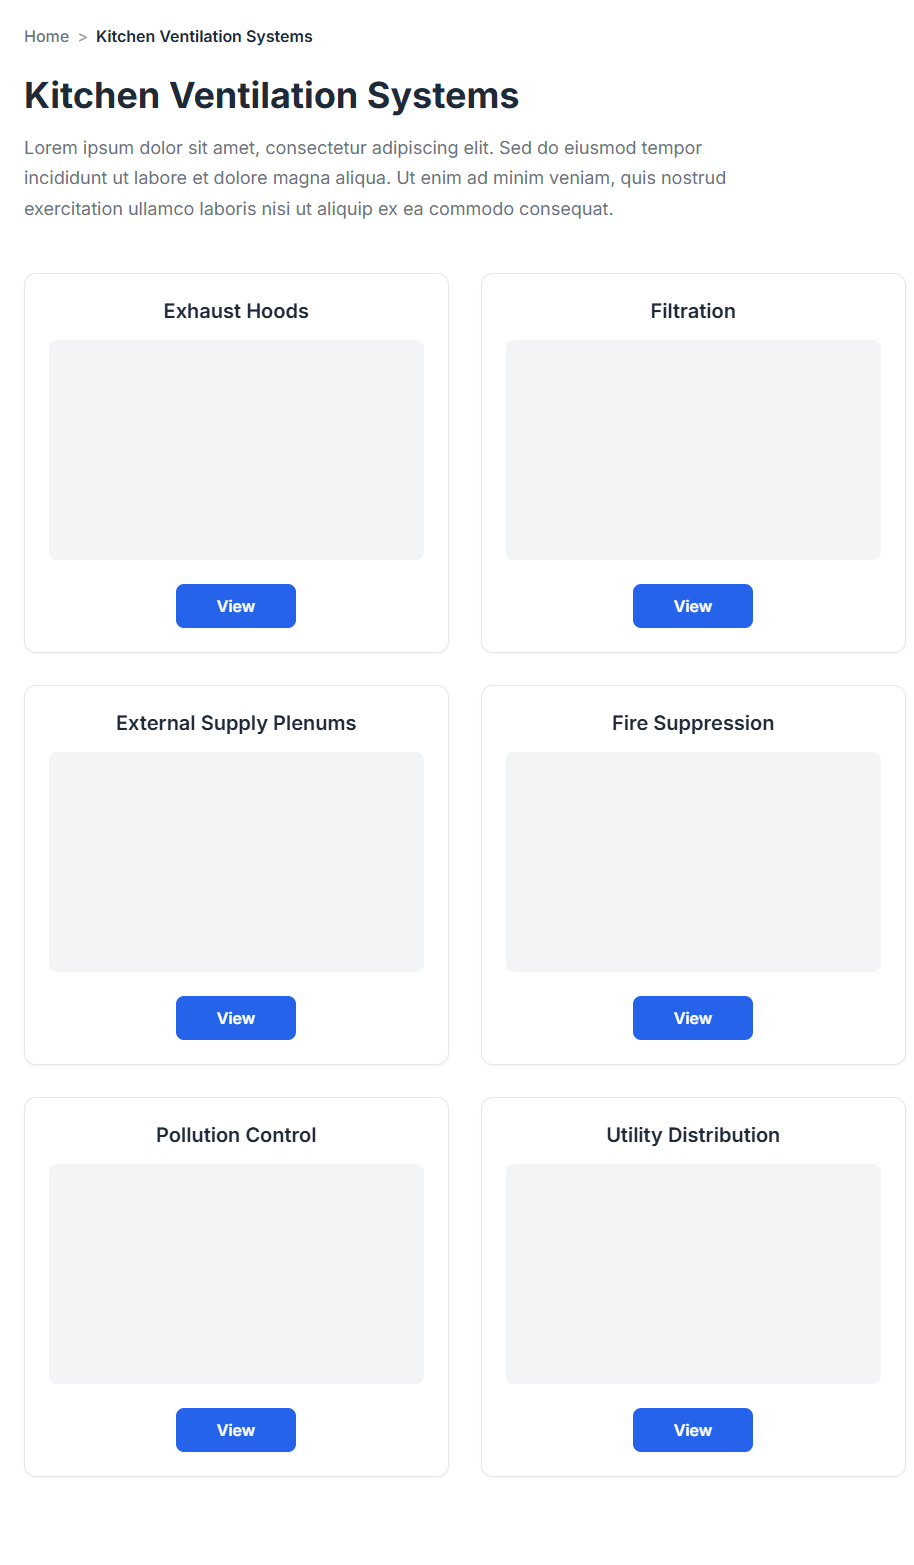 Home > Kitchen Ventilation Systems
Kitchen Ventilation Systems
Lorem ipsum dolor sit amet, consectetur adipiscing elit. Sed do eiusmod tempor
incididunt ut labore et dolore magna aliqua. Ut enim ad minim veniam, quis nostrud
exercitation ullamco laboris nisi ut aliquip ex ea commodo consequat.
Exhaust Hoods
View
Filtration
View
External Supply Plenums
View
Fire Suppression
View
Pollution Control
View
Utility Distribution
View